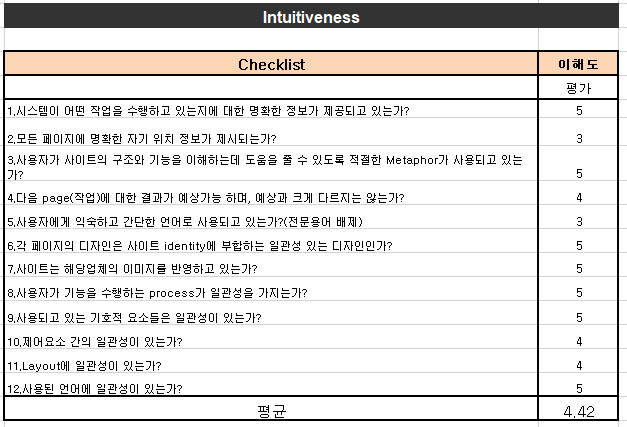 Intuitiveness
Checklist 이해도
평가
1.시스템이 어떤 작업을 수행하고 있는지에 대한 명확한 정보가 제공되고 있는가? 5
2.모든 페이지에 명확한 자기 위치 정보가 제시되는가? 3
3.사용자가 사이트의 구조와 기능을 이해하는데 도움을 줄 수 있도록 적절한 Metaphor가 사용되고 있는
가? 5
4.다음 page(작업)에 대한 결과가 예상가능 하며, 예상과 크게 다르지는 않는가? 4
5.사용자에게 익숙하고 간단한 언어로 사용되고 있는가?(전문용어 배제) 3
6.각 페이지의 디자인은 사이트 identity에 부합하는 일관성 있는 디자인인가? 5
7.사이트는 해당업체의 이미지를 반영하고 있는가? 5
8.사용자가 기능을 수행하는 process가 일관성을 가지는가? 5
9.사용되고 있는 기호적 요소들은 일관성이 있는가? 5
10.제어요소 간의 일관성이 있는가? 4
11.Layout에 일관성이 있는가? 4
12.사용된 언어에 일관성이 있는가? 5
평균 4.42